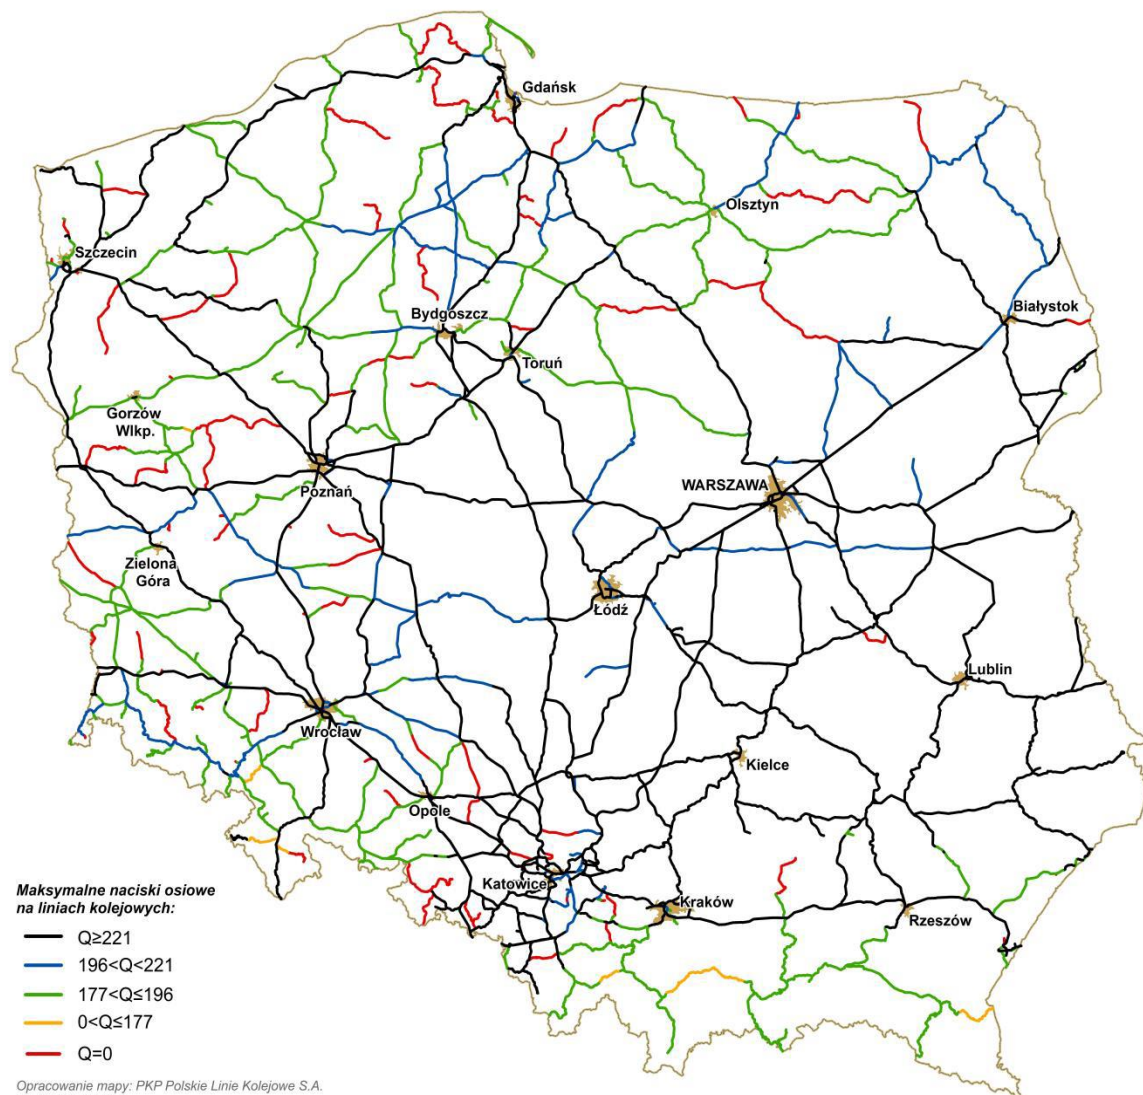 Gdańsk
Olsztyn
Szczecin
Białystok
Bydgoszcz
Toruń
Gorzów
Wlkp.
Poznań
WARSZAWA
Zielona
Góra
Łódź
Lublin
Wrocław
Kielce
Opole
Katowice
Kraków
Rzeszów
Maksymalne naciski osiowe
na liniach kolejowych:
Q≥221
196<Q<221
177<Q≤196
0<Q≤177
Q=0
Opracowanie mapy: PKP Polskie Linie Kolejowe S.A.